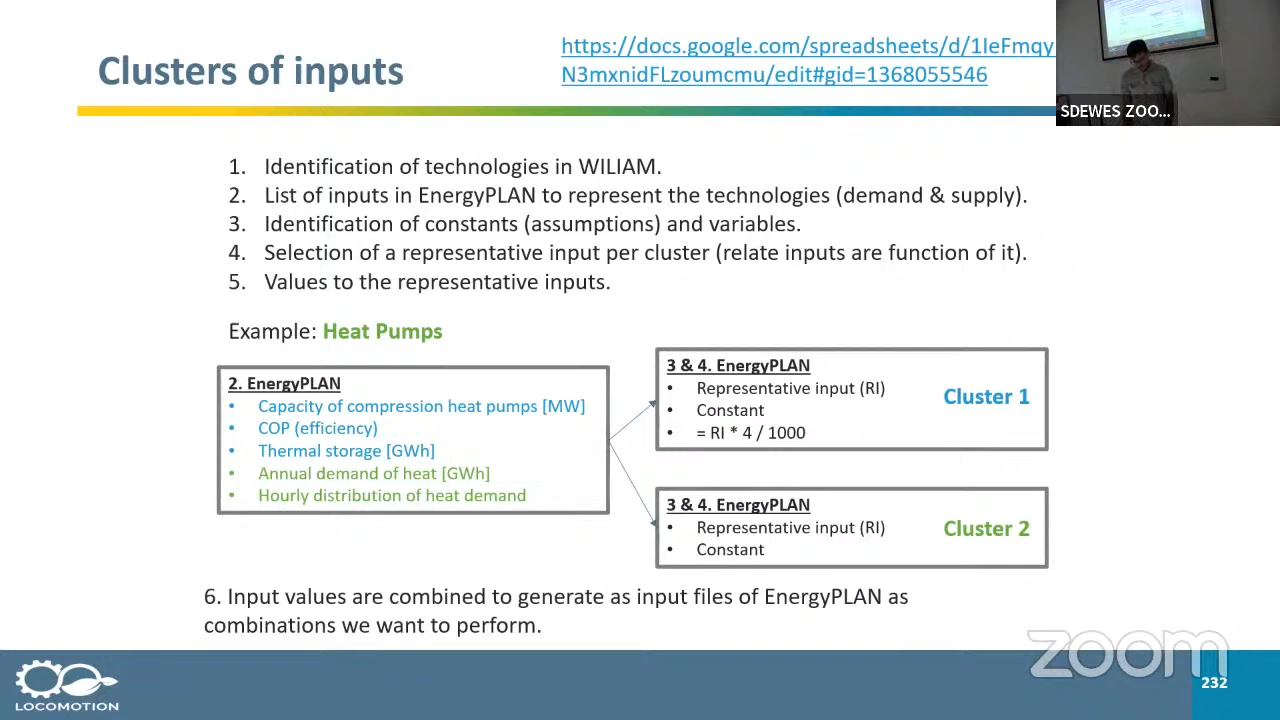 Clusters of inputs
https://docs.google.com/spreadsheets/d/1IeFmqy
N3mxnidFLzoumcmu/edit#gid=1368055546
SDEWES ZOO...
1. Identification of technologies in WILIAM.
2. List of inputs in EnergyPLAN to represent the technologies (demand & supply).
3. Identification of constants (assumptions) and variables.
4. Selection of a representative input per cluster (relate inputs are function of it).
5. Values to the representative inputs.
Example: Heat Pumps
2. EnergyPLAN
• Capacity of compression heat pumps [MW]
• COP (efficiency)
• Thermal storage [GWh]
• Annual demand of heat [GWh]
• Hourly distribution of heat demand
3 & 4. EnergyPLAN
• Representative input (RI)
• Constant
• = RI * 4 / 1000
Cluster 1
3 & 4. EnergyPLAN
• Representative input (RI)
• Constant
Cluster 2
6. Input values are combined to generate as input files of EnergyPLAN as
combinations we want to perform.
zoom
LOCOMOTION
232